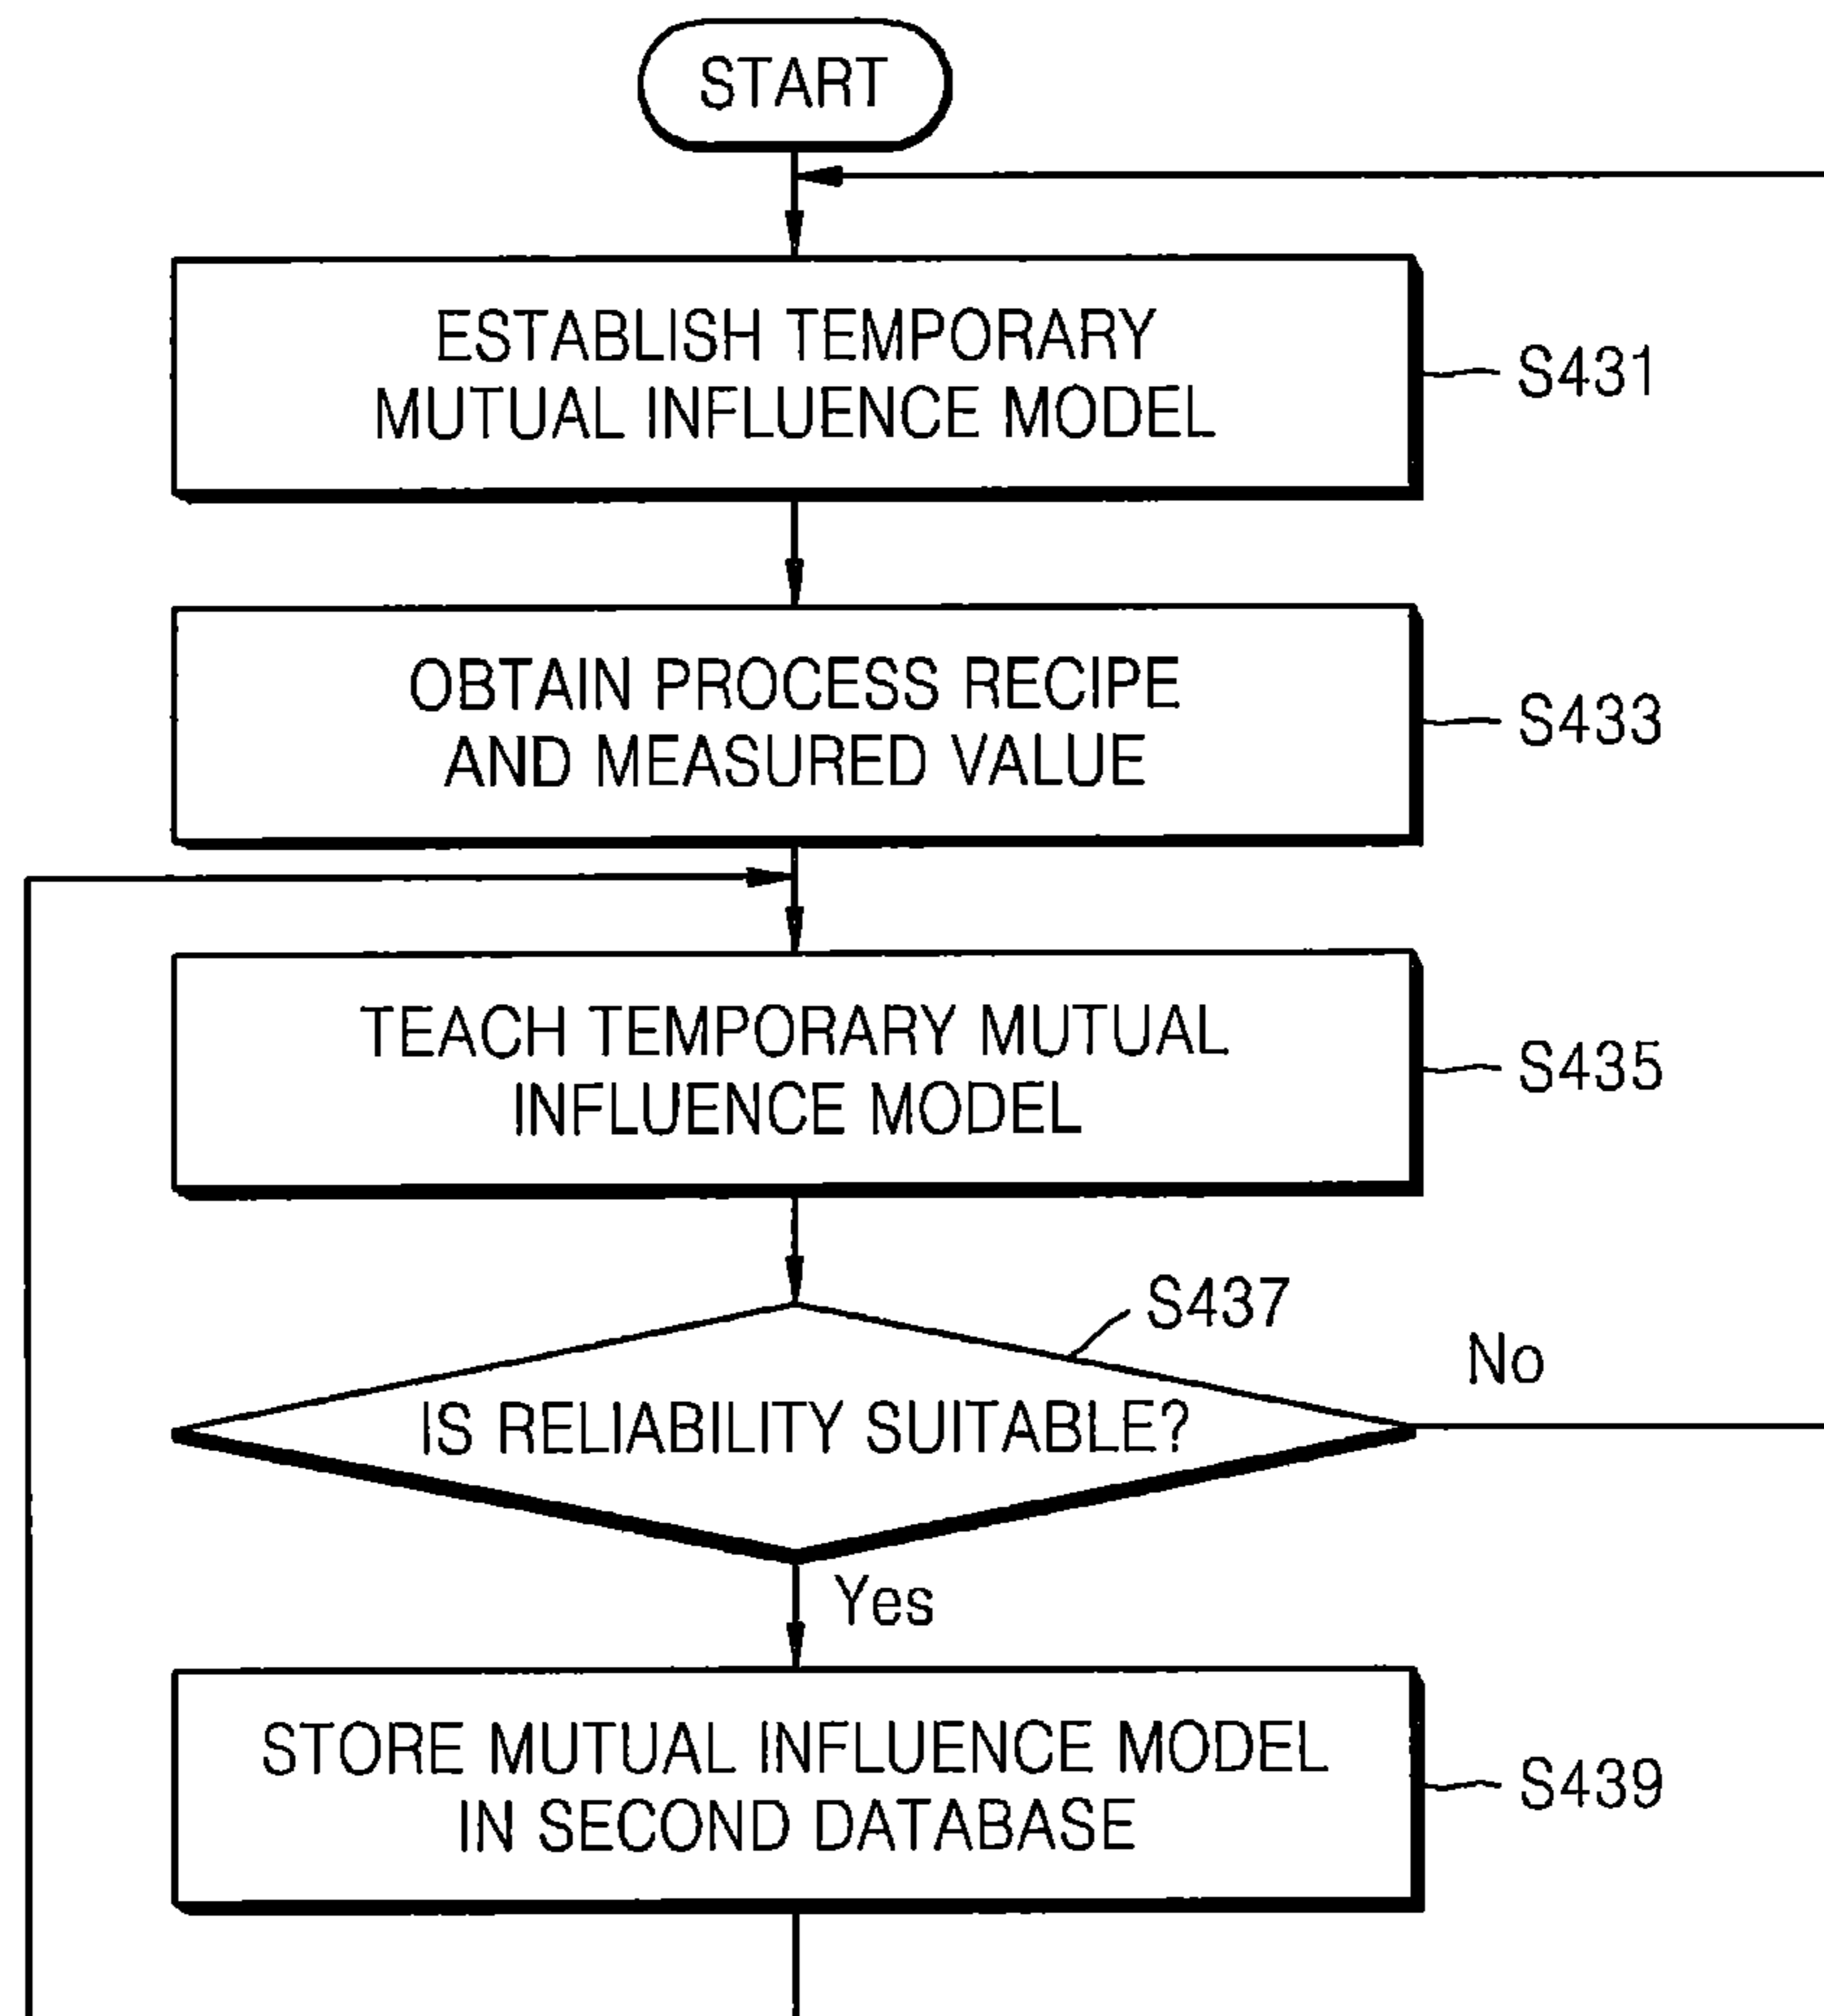 START
ESTABLISH TEMPORARY
MUTUAL INFLUENCE MODEL
S431
OBTAIN PROCESS RECIPE
AND MEASURED VALUE
S433
TEACH TEMPORARY MUTUAL
INFLUENCE MODEL
S435
S437
No
IS RELIABILITY SUITABLE?
Yes
STORE MUTUAL INFLUENCE MODEL
IN SECOND DATABASE
S439